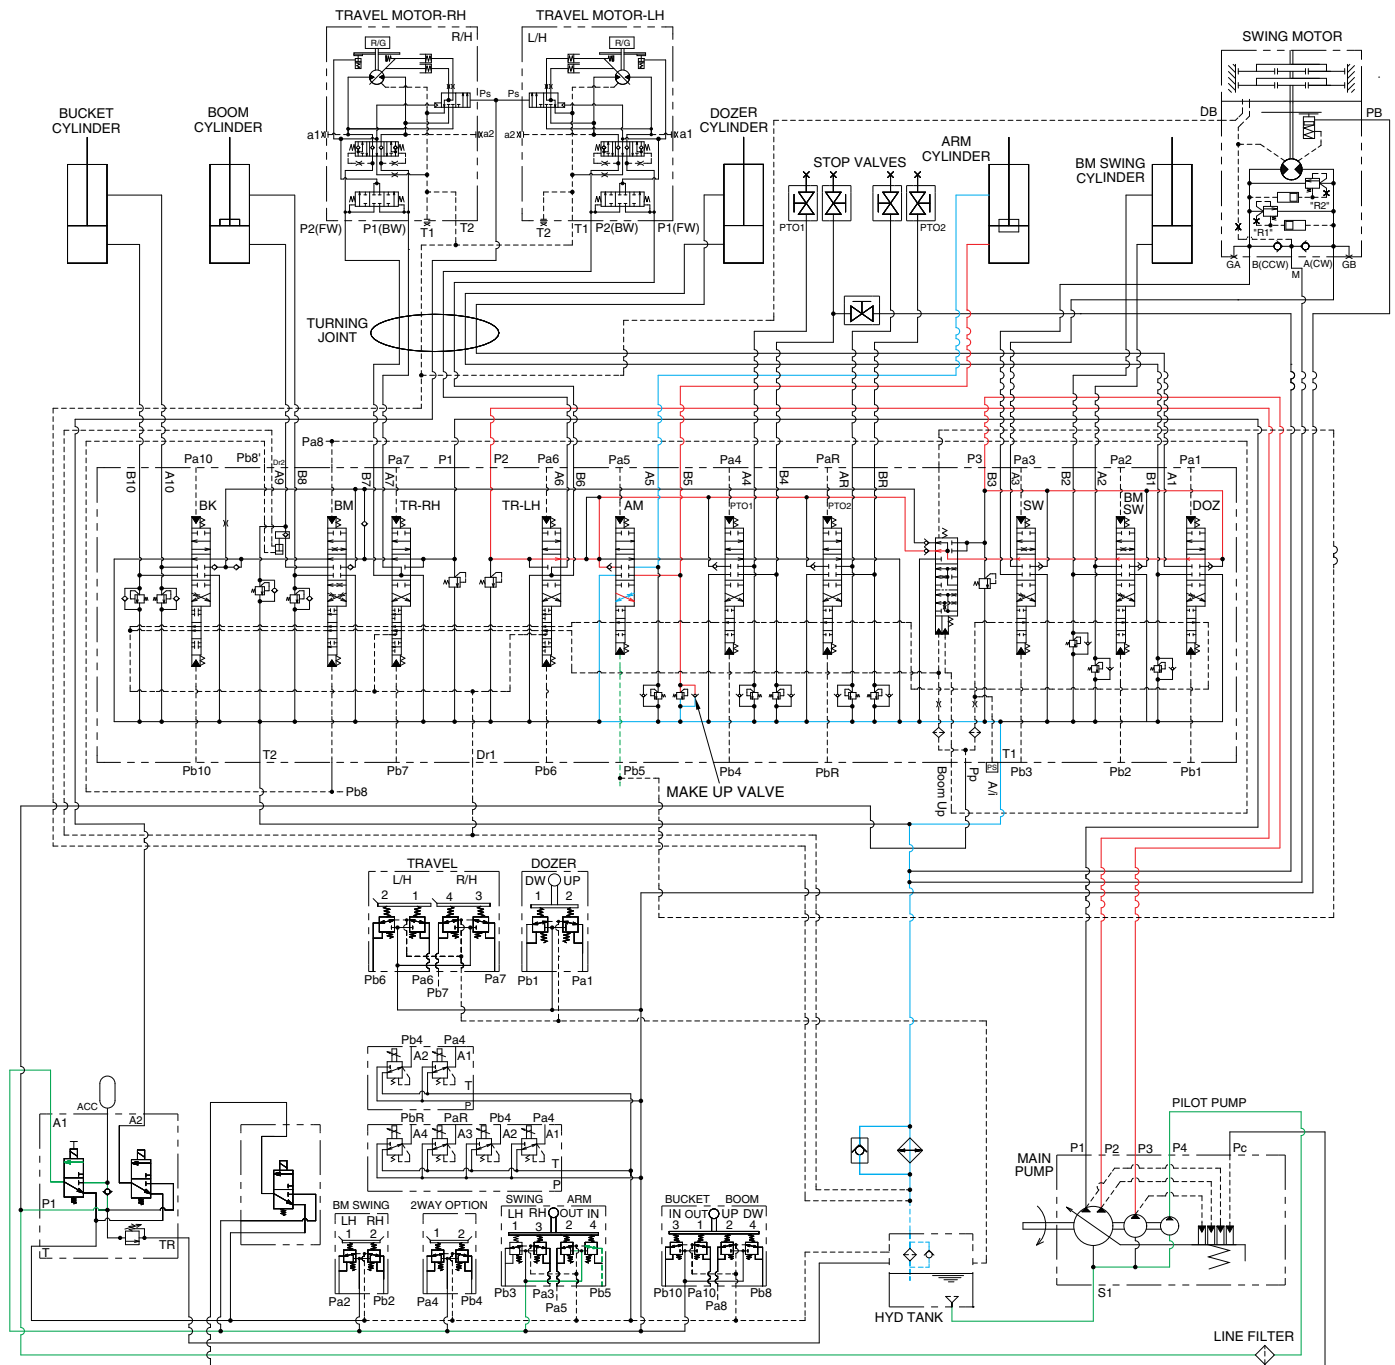 TRAVEL MOTOR-RH
TRAVEL MOTOR-LH
R/H
L/H
R/G
R/G
SWING MOTOR
BUCKET
CYLINDER
BOOM
CYLINDER
DOZER
CYLINDER
STOP VALVES
ARM
CYLINDER
BM SWING
CYLINDER
Ps
Ps
a1
a2
a2
a1
DB
PB
"R2"
"R1"
GA
B(CCW)
M
A(CW)
GB
P2(FW)
P1(BW)
T1
T2
T2
T1
P2(BW)
P1(FW)
PTO1
PTO2
TURNING
JOINT
Pa8
Pa10
Pb8'
Dr2
Pa7
P1
P2
Pa6
Pa5
Pa4
PaR
P3
Pa3
Pa2
Pa1
B10
A10
A9
B8
B7
A7
A6
B6
A5
B5
A4
B4
AR
BR
B3
A3
B2
A2
B1
A1
BK
BM
TR-RH
TR-LH
AM
PTO1
PTO2
SW
BM
SW
DOZ
T2
Dr1
T1
Pb10
Pb7
Pb6
Pb5
Pb4
PbR
Boom Up
Pp
PS
A/i
Pb3
Pb2
Pb1
Pb8
MAKE UP VALVE
TRAVEL
L/H
R/H
2 1 4 3
Pb6
Pa6
Pb7
Pa7
DOZER
DW UP
1 2
Pb1
Pa1
Pb4
Pa4
A2
A1
T
P
PbR
PaR
Pb4
Pa4
A4
A3
A2
A1
T
P
ACC
A1
A2
P1
T
TR
BM SWING
LH RH
1 2
Pa2
Pb2
2WAY OPTION
1 2
Pa4
Pb4
SWING
ARM
LH RH OUT IN
1 3 2 4
Pb3
Pa3
Pa5
Pb5
BUCKET
BOOM
IN OUT UP DW
3 1 2 4
Pb10
Pa10
Pa8
Pb8
HYD TANK
PILOT PUMP
MAIN
PUMP
P1
P2
P3
P4
Pc
S1
LINE FILTER